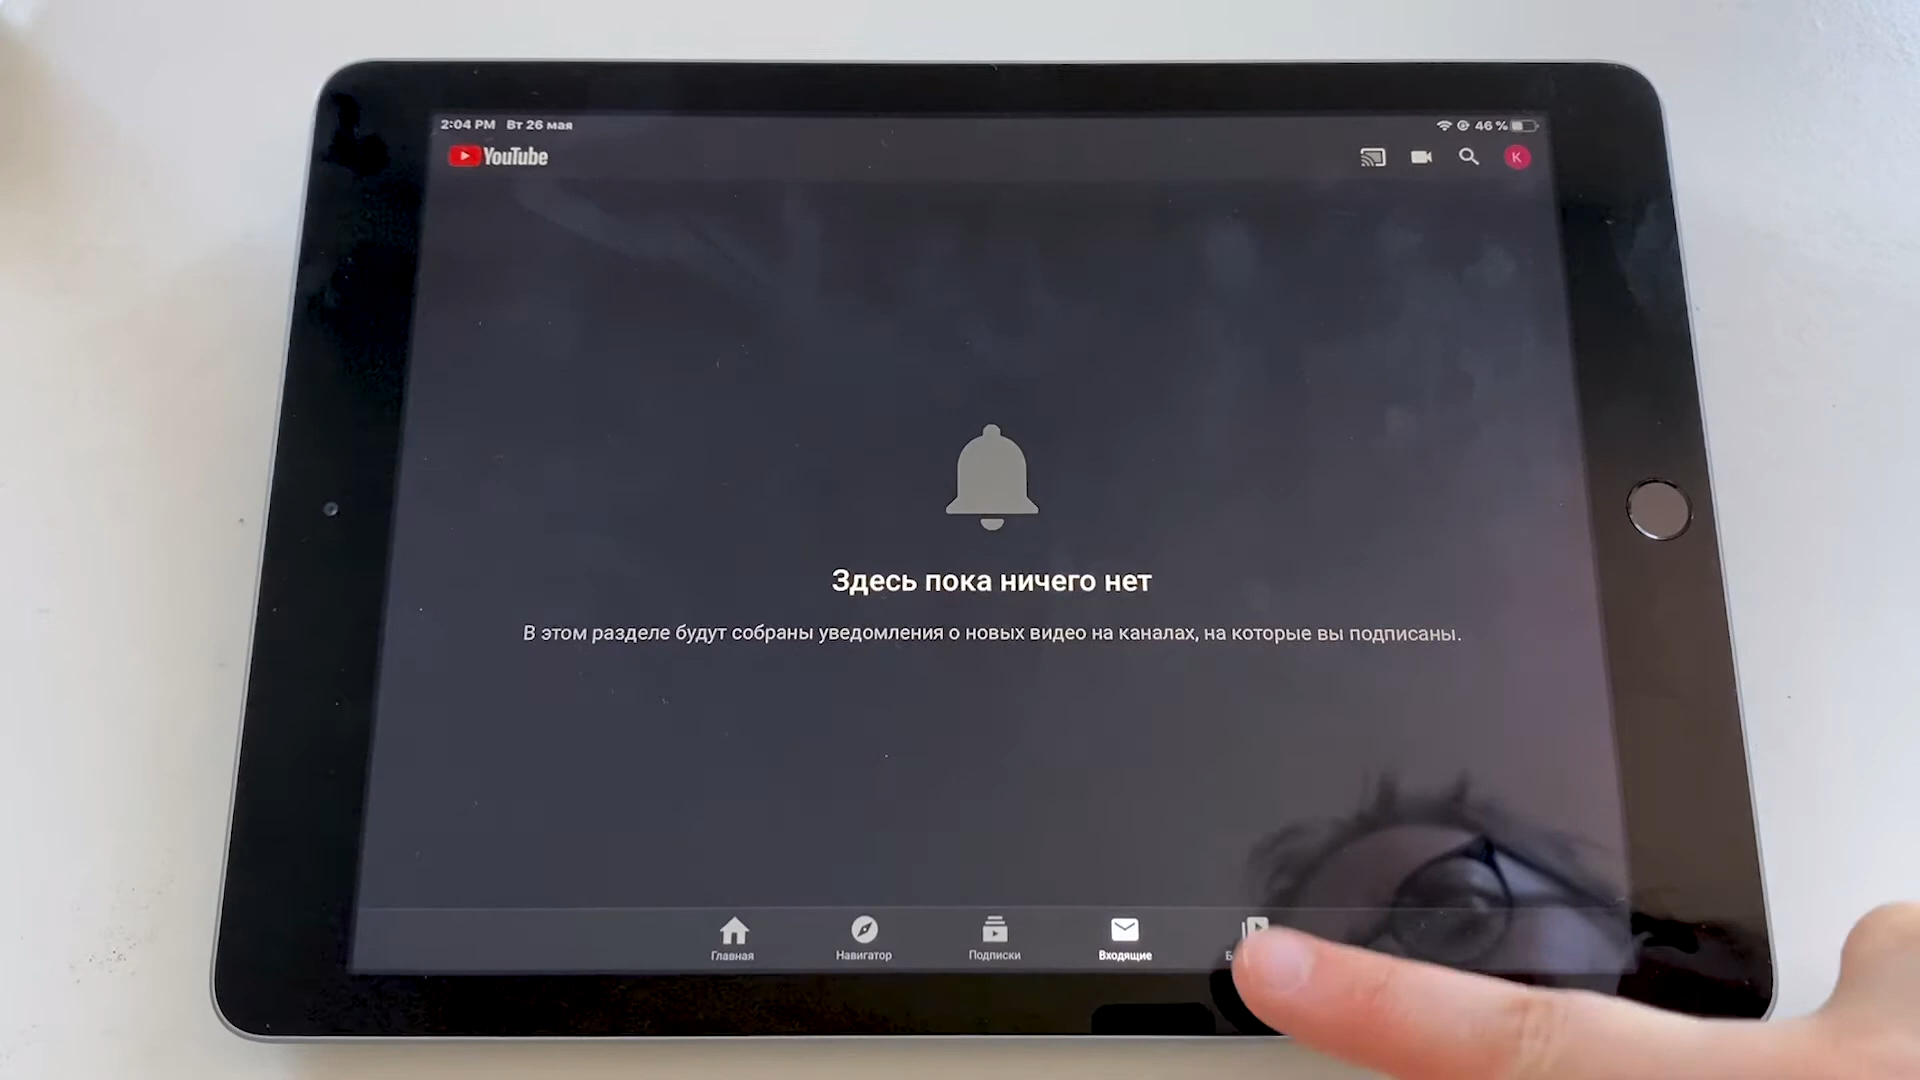 2:04 PM Вт 26 мая
46 %
YouTube
K
Здесь пока ничего нет
В этом разделе будут собраны уведомления о новых видео на каналах, на которые вы подписаны.
Главная
Навигатор
Подписки
Входящие